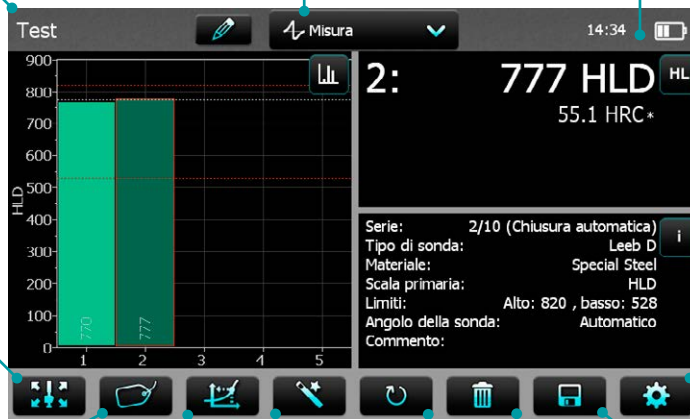 Test
Misura
14:34
900
800
700
600
500
400
300
200
100
0
HLD
770
777
1 2 3 4 5
2: 777 HLD
HL
55.1 HRC*
Serie: 2/10 (Chiusura automatica)
i
Tipo di sonda: Leeb D
Materiale: Special Steel
Scala primaria: HLD
Limiti: Alto: 820 , basso: 528
Angolo della sonda: Automatico
Commento: